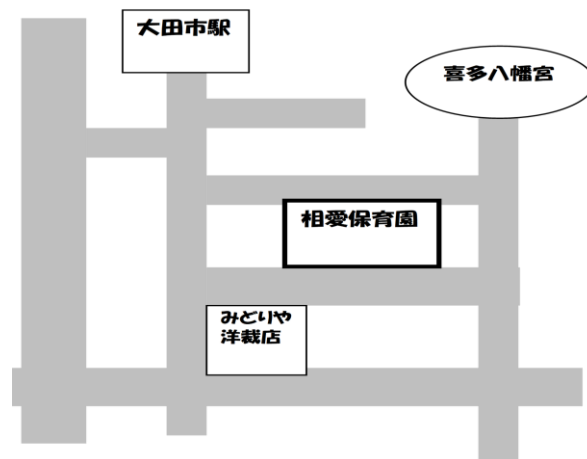 大田市駅
喜多八幡宮
相愛保育園
みどりや
洋裁店